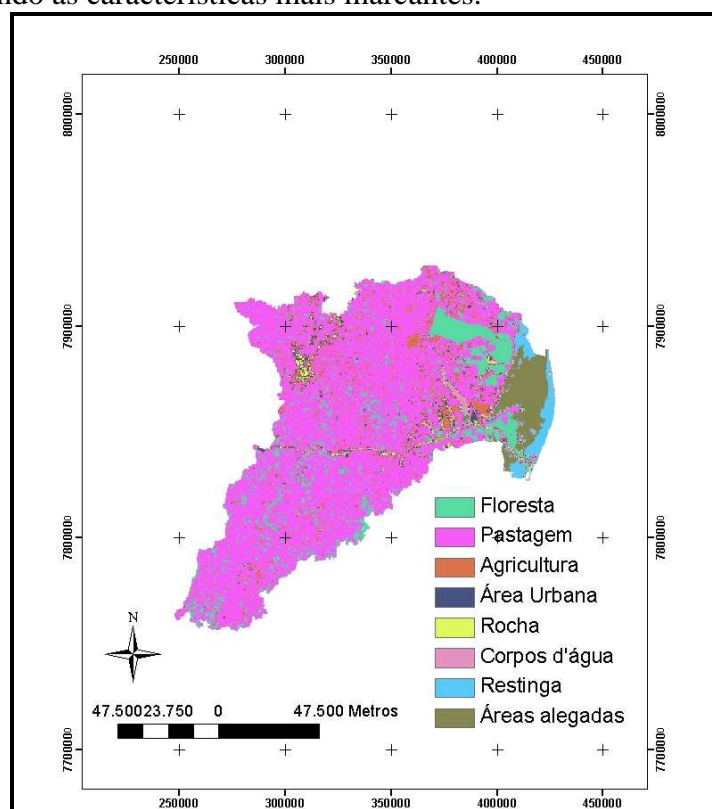 ndo as características mais marcantes.
250000 300000 350000 400000 450000
8000000 8000000
7900000 7900000
7800000 7800000
7700000 7700000
Floresta
Pastagem
Agricultura
Área Urbana
Rocha
Corpos d'água
Restinga
Áreas alegadas
N
47.500 23.750 0 47.500 Metros
250000 300000 350000 400000 450000